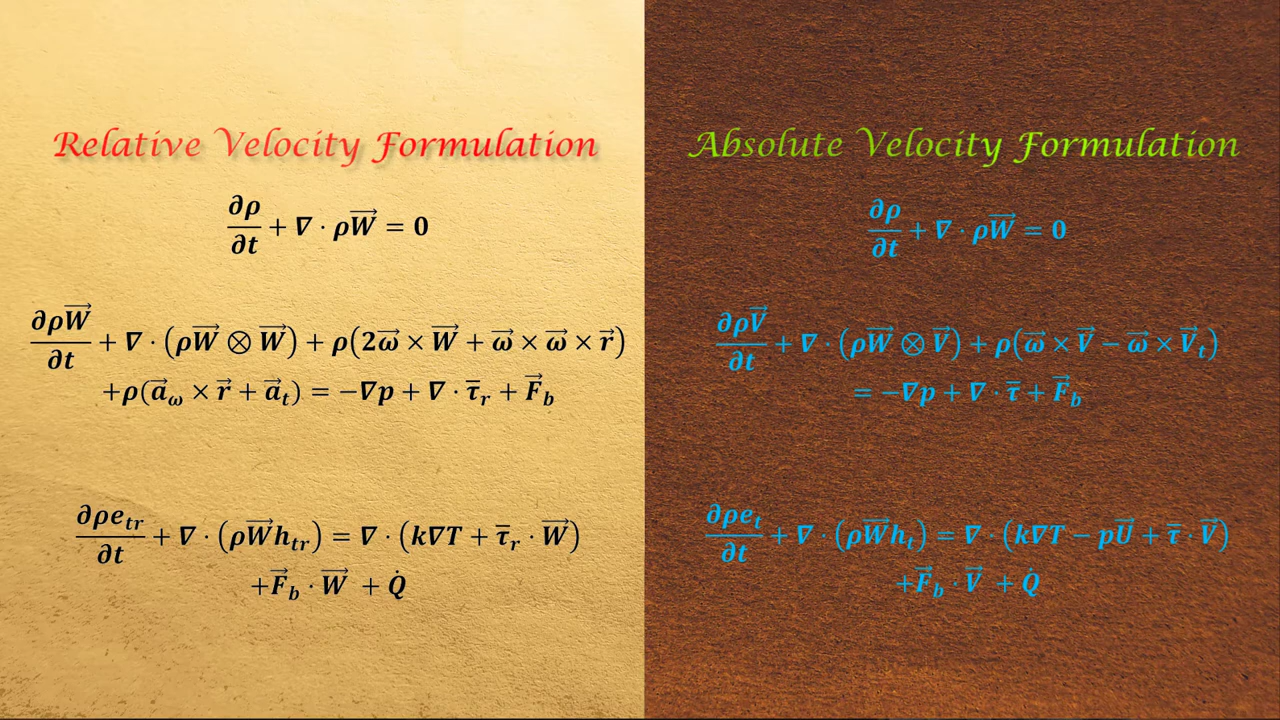 Relative Velocity Formulation
∂ρ/∂t + ∇ · ρW⃗ = 0
∂ρW⃗/∂t + ∇ · (ρW⃗ ⊗ W⃗) + ρ(2ω⃗ × W⃗ + ω⃗ × ω⃗ × r⃗)
+ρ(a⃗_ω × r⃗ + a⃗_t) = −∇p + ∇ · τ̿_r + F⃗_b
∂ρe_tr/∂t + ∇ · (ρW⃗h_tr) = ∇ · (k∇T + τ̿_r · W⃗)
+F⃗_b · W⃗ + Q̇
Absolute Velocity Formulation
∂ρ/∂t + ∇ · ρW⃗ = 0
∂ρV⃗/∂t + ∇ · (ρW⃗ ⊗ V⃗) + ρ(ω⃗ × V⃗ − ω⃗ × V⃗_t)
= −∇p + ∇ · τ̿ + F⃗_b
∂ρe_t/∂t + ∇ · (ρW⃗h_t) = ∇ · (k∇T − pU⃗ + τ̿ · V⃗)
+F⃗_b · V⃗ + Q̇